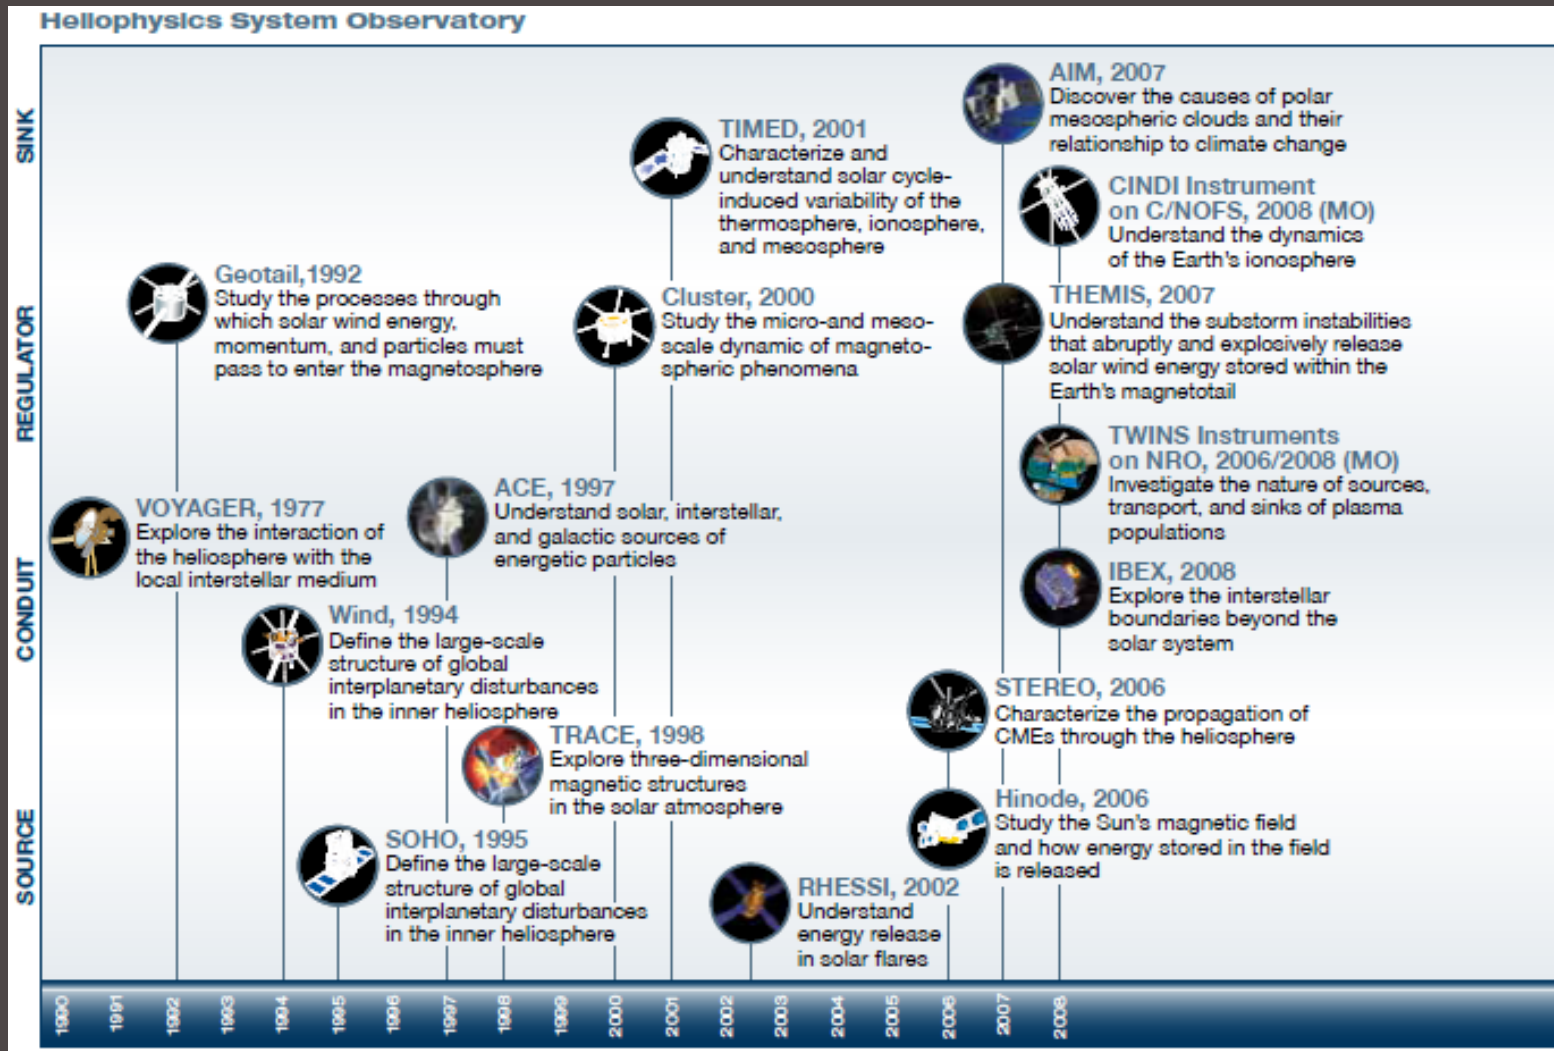 Heliophysics System Observatory
SINK
REGULATOR
CONDUIT
SOURCE
AIM, 2007
Discover the causes of polar
mesospheric clouds and their
relationship to climate change
TIMED, 2001
Characterize and
understand solar cycle-
induced variability of the
thermosphere, ionosphere,
and mesosphere
CINDI Instrument
on C/NOFS, 2008 (MO)
Understand the dynamics
of the Earth's ionosphere
Geotail,1992
Study the processes through
which solar wind energy,
momentum, and particles must
pass to enter the magnetosphere
Cluster, 2000
Study the micro-and meso-
scale dynamic of magneto-
spheric phenomena
THEMIS, 2007
Understand the substorm instabilities
that abruptly and explosively release
solar wind energy stored within the
Earth's magnetotail
TWINS Instruments
on NRO, 2006/2008 (MO)
Investigate the nature of sources,
transport, and sinks of plasma
populations
VOYAGER, 1977
Explore the interaction of
the heliosphere with the
local interstellar medium
ACE, 1997
Understand solar, interstellar,
and galactic sources of
energetic particles
IBEX, 2008
Explore the interstellar
boundaries beyond the
solar system
Wind, 1994
Define the large-scale
structure of global
interplanetary disturbances
in the inner heliosphere
STEREO, 2006
Characterize the propagation of
CMEs through the heliosphere
TRACE, 1998
Explore three-dimensional
magnetic structures
in the solar atmosphere
Hinode, 2006
Study the Sun's magnetic field
and how energy stored in the field
is released
SOHO, 1995
Define the large-scale
structure of global
interplanetary disturbances
in the inner heliosphere
RHESSI, 2002
Understand
energy release
in solar flares
1990
1991
1992
1993
1994
1995
1996
1997
1998
1999
2000
2001
2002
2003
2004
2005
2006
2007
2008